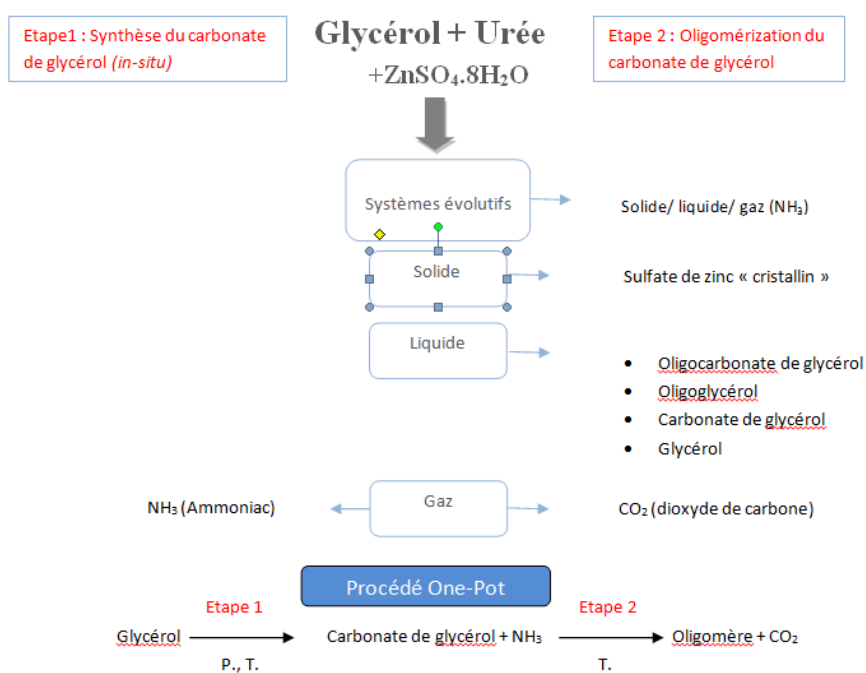 Etape1 : Synthèse du carbonate
de glycérol (in-situ)
Glycérol + Urée
+ZnSO₄.8H₂O
Etape 2 : Oligomérization du
carbonate de glycérol
Systèmes évolutifs
Solide/ liquide/ gaz (NH₃)
Solide
Sulfate de zinc « cristallin »
Liquide
• Oligocarbonate de glycérol
• Oligoglycérol
• Carbonate de glycérol
• Glycérol
NH₃ (Ammoniac)
Gaz
CO₂ (dioxyde de carbone)
Procédé One-Pot
Etape 1
Etape 2
Glycérol
Carbonate de glycérol + NH₃
Oligomère + CO₂
P., T.
T.